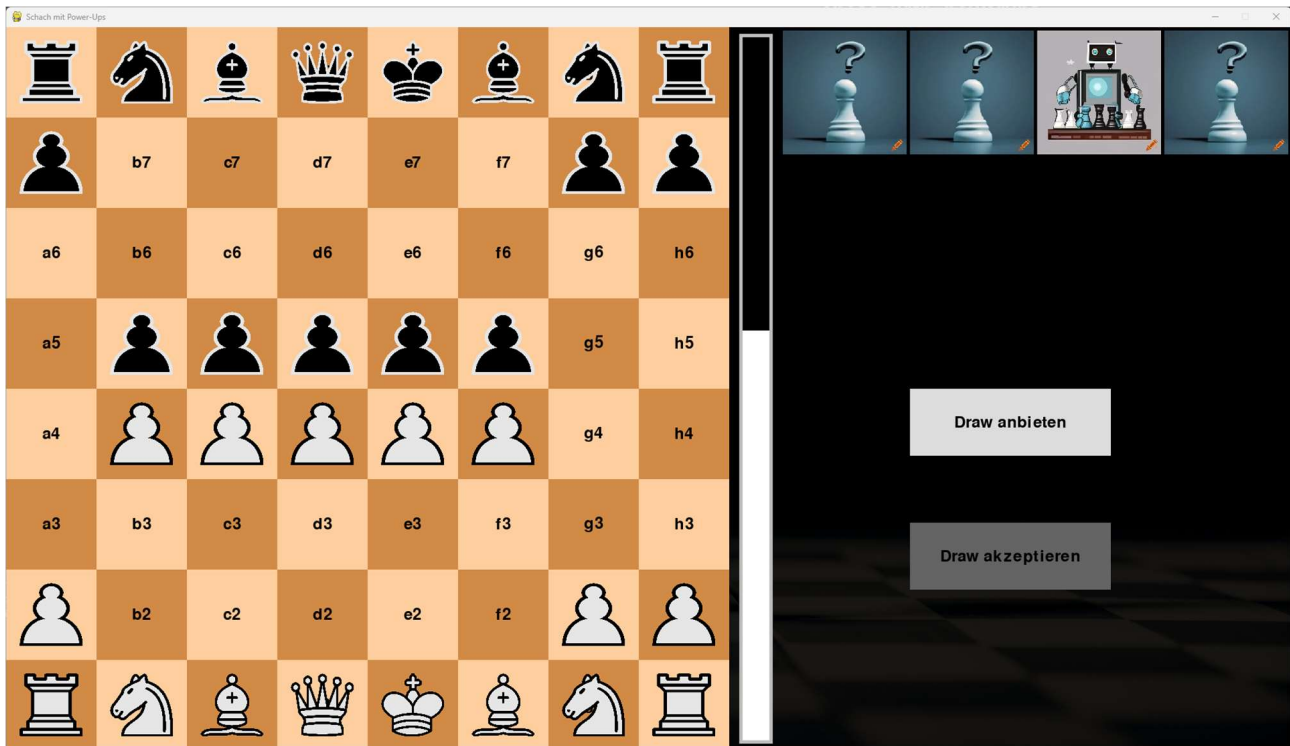 Schach mit Power-Ups
b7 c7 d7 e7 f7
a6 b6 c6 d6 e6 f6 g6 h6
a5 g5 h5
a4 g4 h4
a3 b3 c3 d3 e3 f3 g3 h3
b2 c2 d2 e2 f2
? ? ?
Draw anbieten
Draw akzeptieren